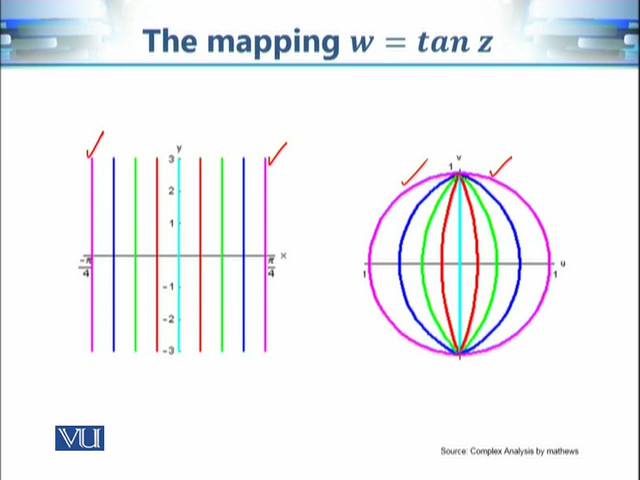 The mapping w = tan z
y
3
2
1
-π/4
π/4
x
-1
-2
-3
v
1
u
1
1
VU
Source: Complex Analysis by mathews